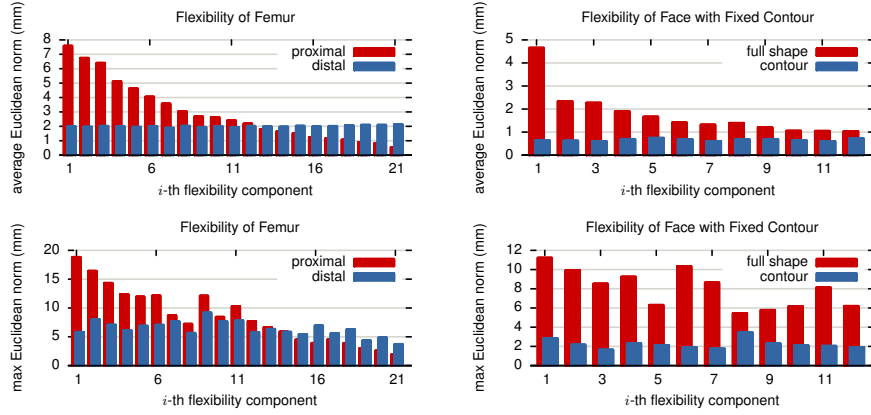 Flexibility of Femur
average Euclidean norm (mm)
8
7
6
5
4
3
2
1
0
proximal
distal
1 6 11 16 21
i-th flexibility component
Flexibility of Face with Fixed Contour
average Euclidean norm (mm)
5
4
3
2
1
0
full shape
contour
1 3 5 7 9 11
i-th flexibility component
Flexibility of Femur
max Euclidean norm (mm)
20
15
10
5
0
proximal
distal
1 6 11 16 21
i-th flexibility component
Flexibility of Face with Fixed Contour
max Euclidean norm (mm)
12
10
8
6
4
2
0
full shape
contour
1 3 5 7 9 11
i-th flexibility component